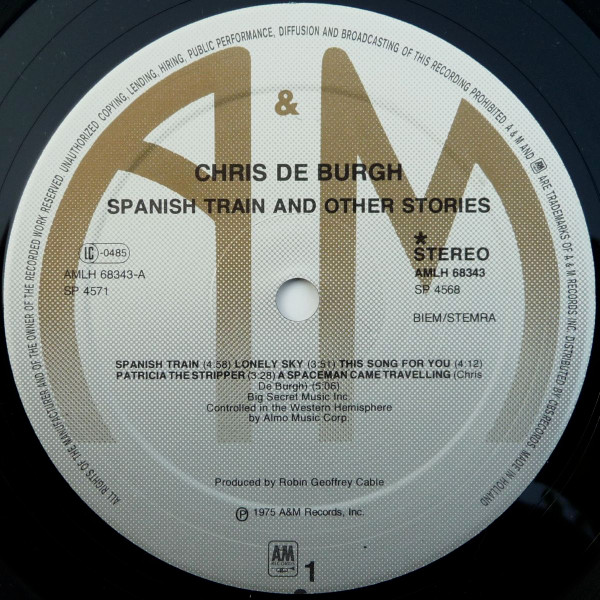 ALL RIGHTS OF THE MANUFACTURER AND OF THE OWNER OF THE RECORDED WORK RESERVED. UNAUTHORIZED COPYING, LENDING, HIRING, PUBLIC PERFORMANCE, DIFFUSION AND BROADCASTING OF THIS RECORDING PROHIBITED. A & M AND A&M ARE TRADEMARKS OF A & M RECORDS INC. DISTRIBUTED BY CBS RECORDS. MADE IN HOLLAND
A & M
CHRIS DE BURGH
SPANISH TRAIN AND OTHER STORIES
LC -0485
AMLH 68343-A
SP 4571
* STEREO
AMLH 68343
SP 4568
BIEM/STEMRA
SPANISH TRAIN (4:58) LONELY SKY (3:51) THIS SONG FOR YOU (4:12)
PATRICIA THE STRIPPER (3:28) A SPACEMAN CAME TRAVELLING (Chris
De Burgh) (5:06)
Big Secret Music Inc.
Controlled in the Western Hemisphere
by Almo Music Corp.
Produced by Robin Geoffrey Cable
Ⓟ 1975 A&M Records, Inc.
AM
RECORDS
1